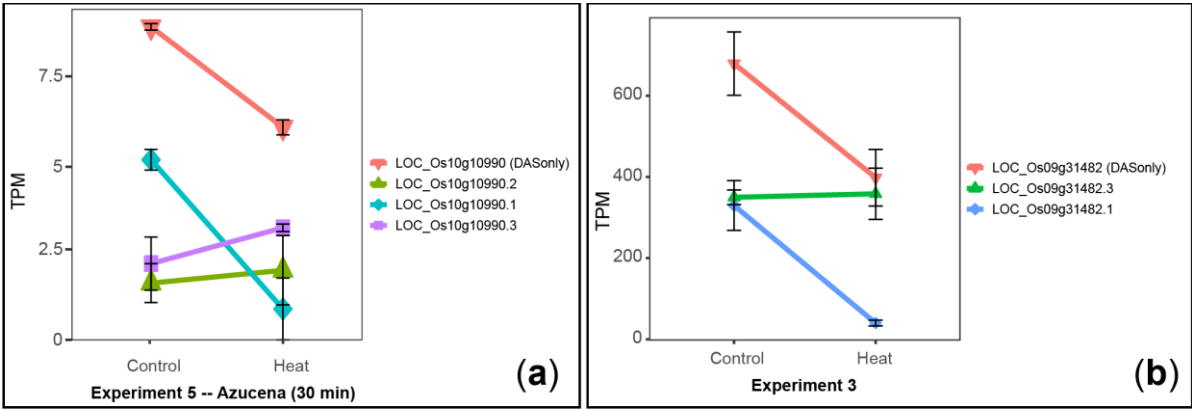 TPM
7.5
5
2.5
0
Control Heat
Experiment 5 -- Azucena (30 min)
LOC_Os10g10990 (DASonly)
LOC_Os10g10990.2
LOC_Os10g10990.1
LOC_Os10g10990.3
(a)
TPM
600
400
200
0
Control Heat
Experiment 3
LOC_Os09g31482 (DASonly)
LOC_Os09g31482.3
LOC_Os09g31482.1
(b)